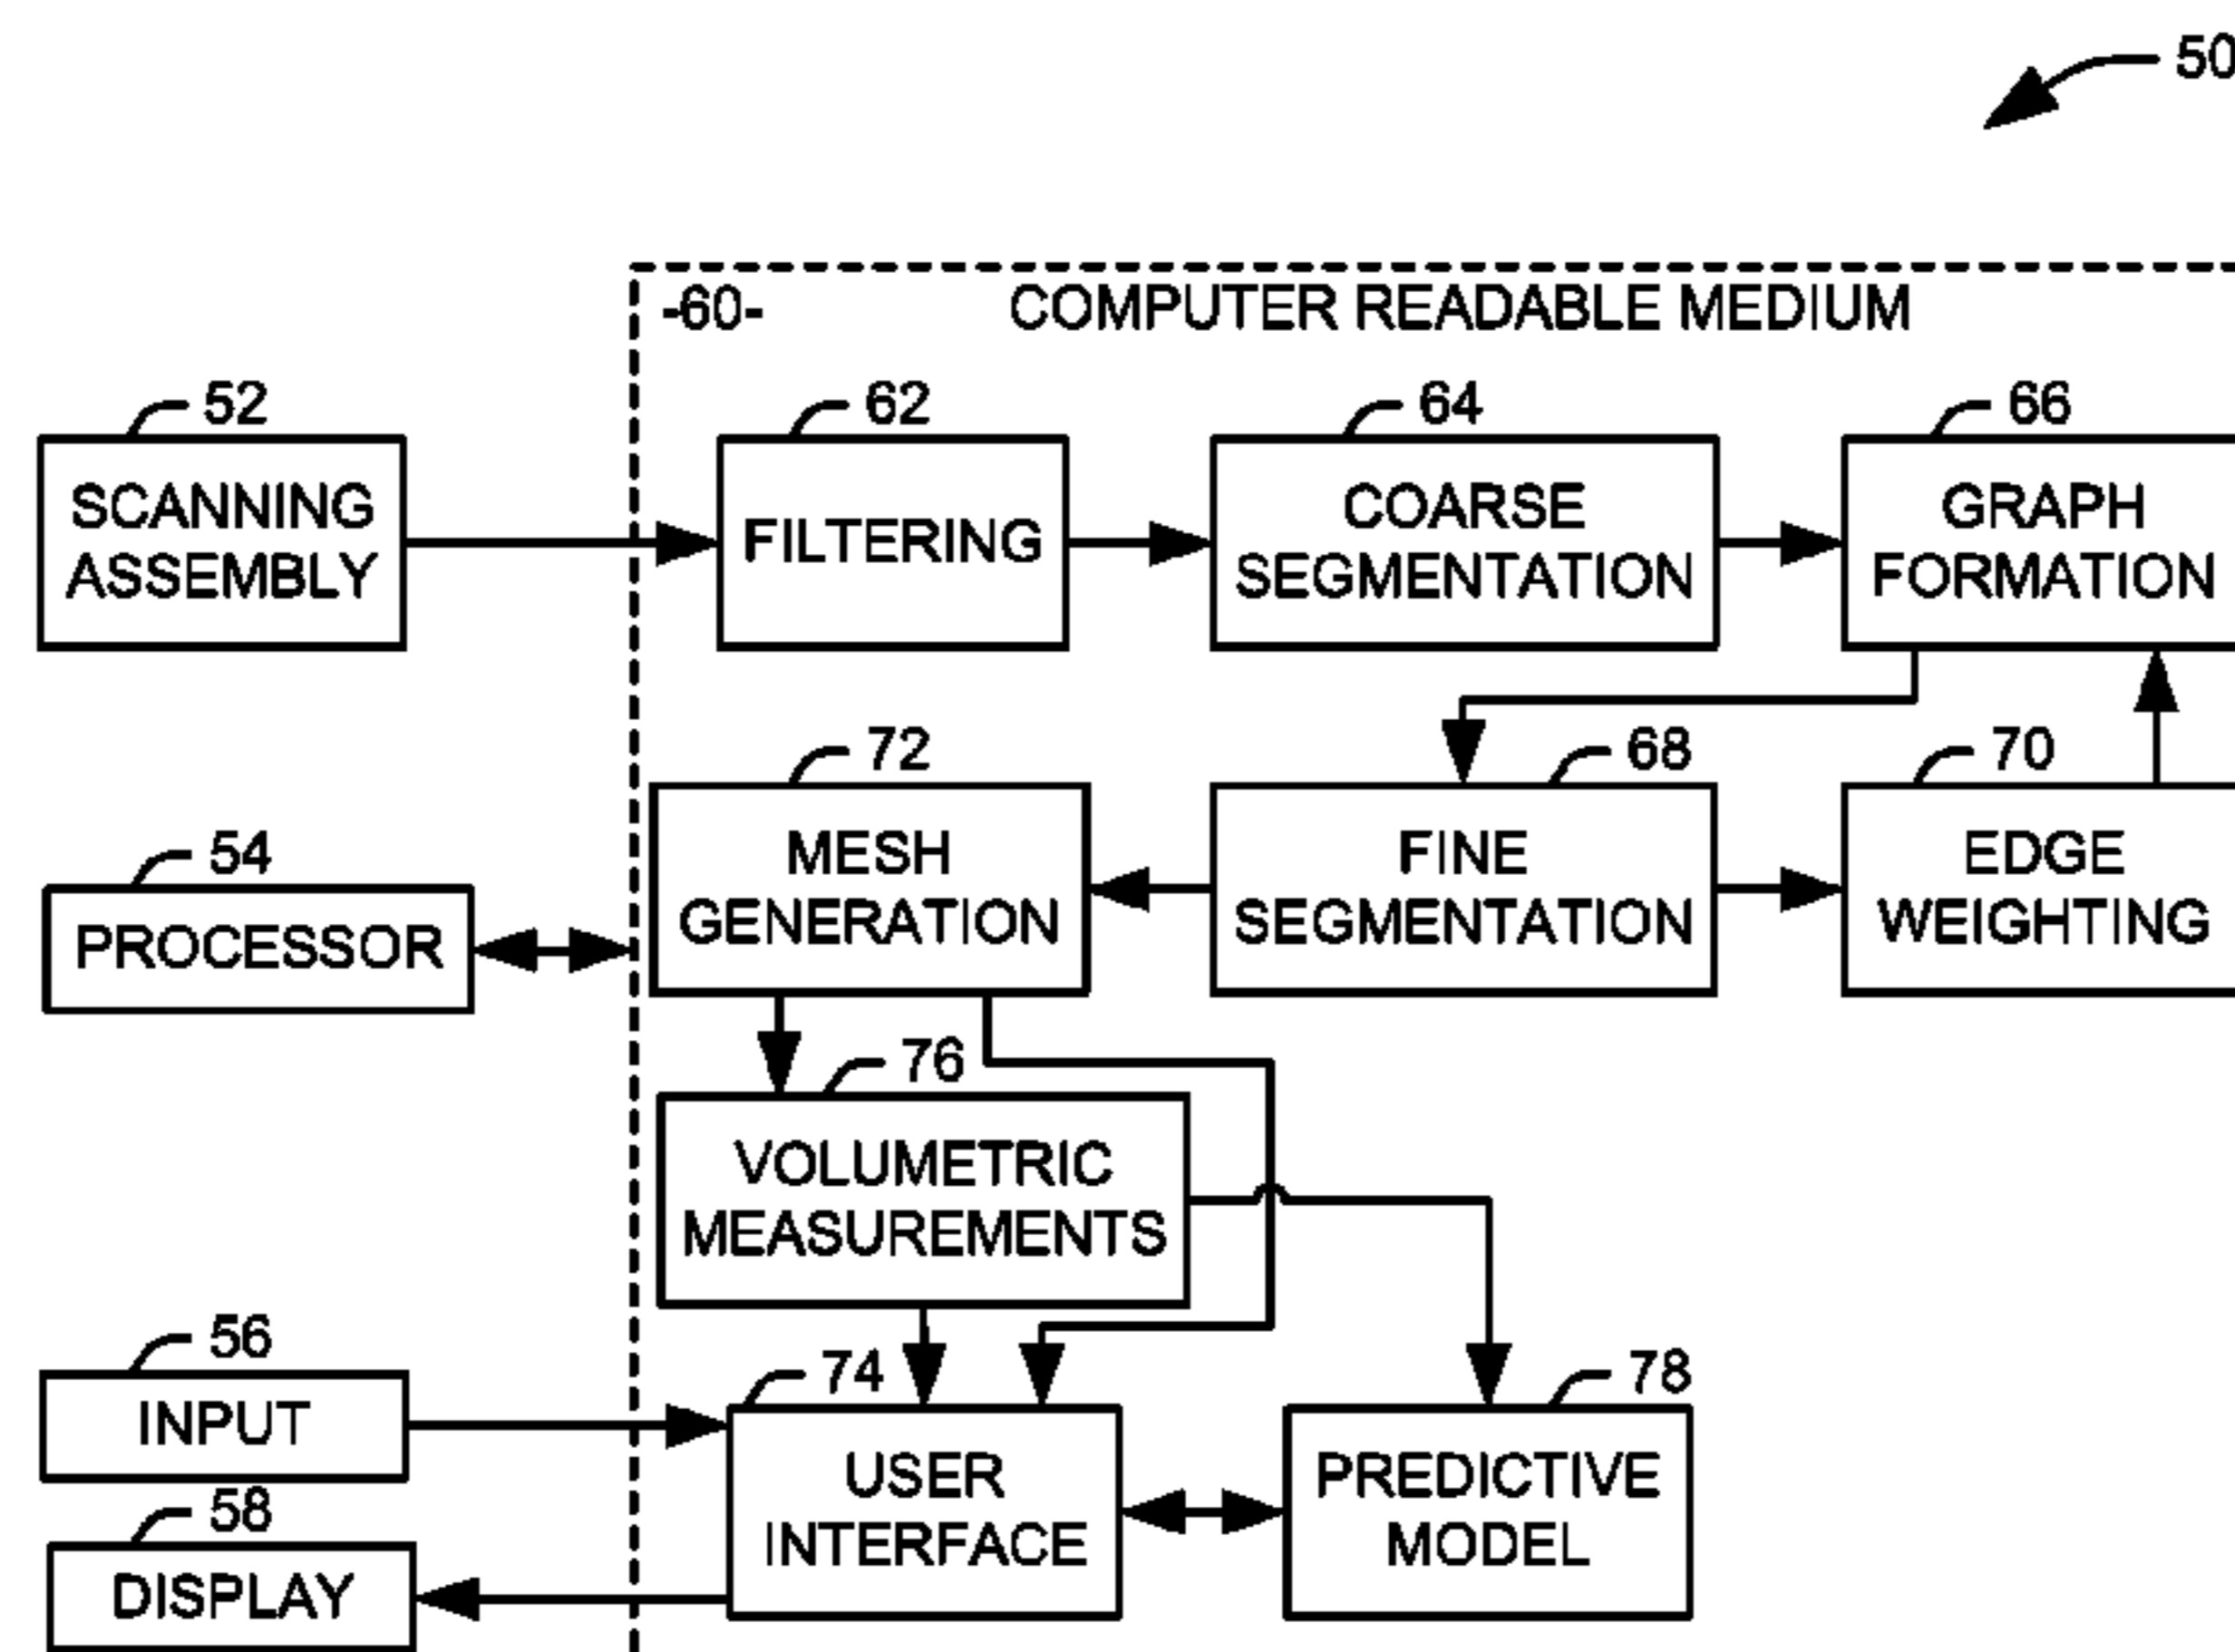 50
-60- COMPUTER READABLE MEDIUM
52
SCANNING
ASSEMBLY
62
FILTERING
64
COARSE
SEGMENTATION
66
GRAPH
FORMATION
54
PROCESSOR
72
MESH
GENERATION
68
FINE
SEGMENTATION
70
EDGE
WEIGHTING
76
VOLUMETRIC
MEASUREMENTS
56
INPUT
58
DISPLAY
74
USER
INTERFACE
78
PREDICTIVE
MODEL